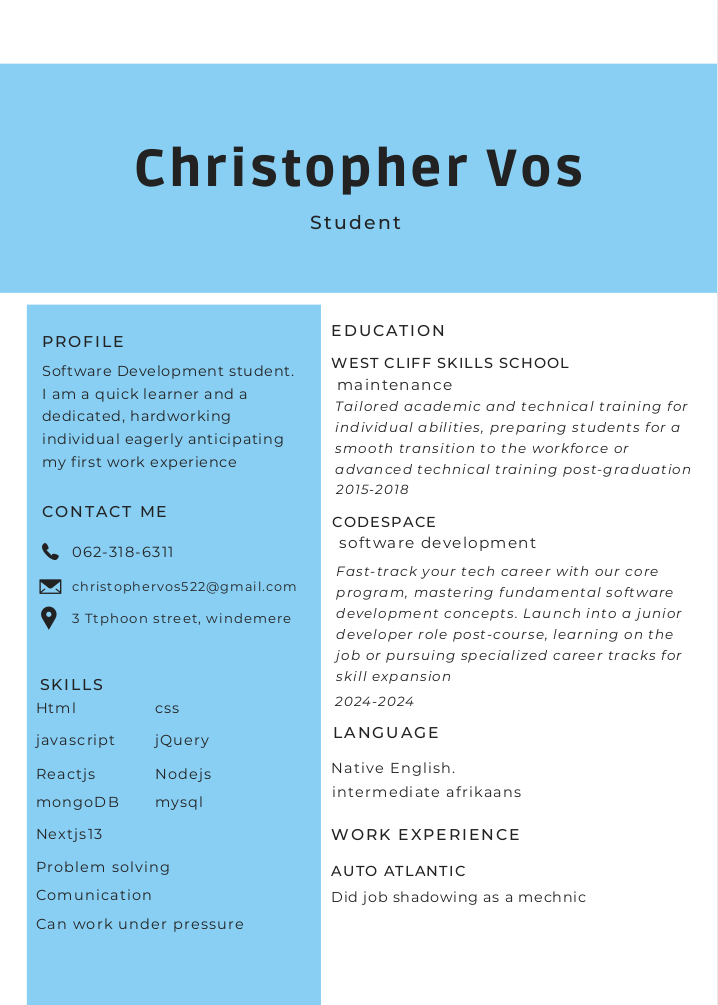 Christopher Vos
Student
PROFILE
Software Development student.
I am a quick learner and a
dedicated, hardworking
individual eagerly anticipating
my first work experience
CONTACT ME
062-318-6311
christophervos522@gmail.com
3 Ttphoon street, windemere
SKILLS
Html css
javascript jQuery
Reactjs Nodejs
mongoDB mysql
Nextjs13
Problem solving
Comunication
Can work under pressure
EDUCATION
WEST CLIFF SKILLS SCHOOL
maintenance
Tailored academic and technical training for
individual abilities, preparing students for a
smooth transition to the workforce or
advanced technical training post-graduation
2015-2018
CODESPACE
software development
Fast-track your tech career with our core
program, mastering fundamental software
development concepts. Launch into a junior
developer role post-course, learning on the
job or pursuing specialized career tracks for
skill expansion
2024-2024
LANGUAGE
Native English.
intermediate afrikaans
WORK EXPERIENCE
AUTO ATLANTIC
Did job shadowing as a mechnic